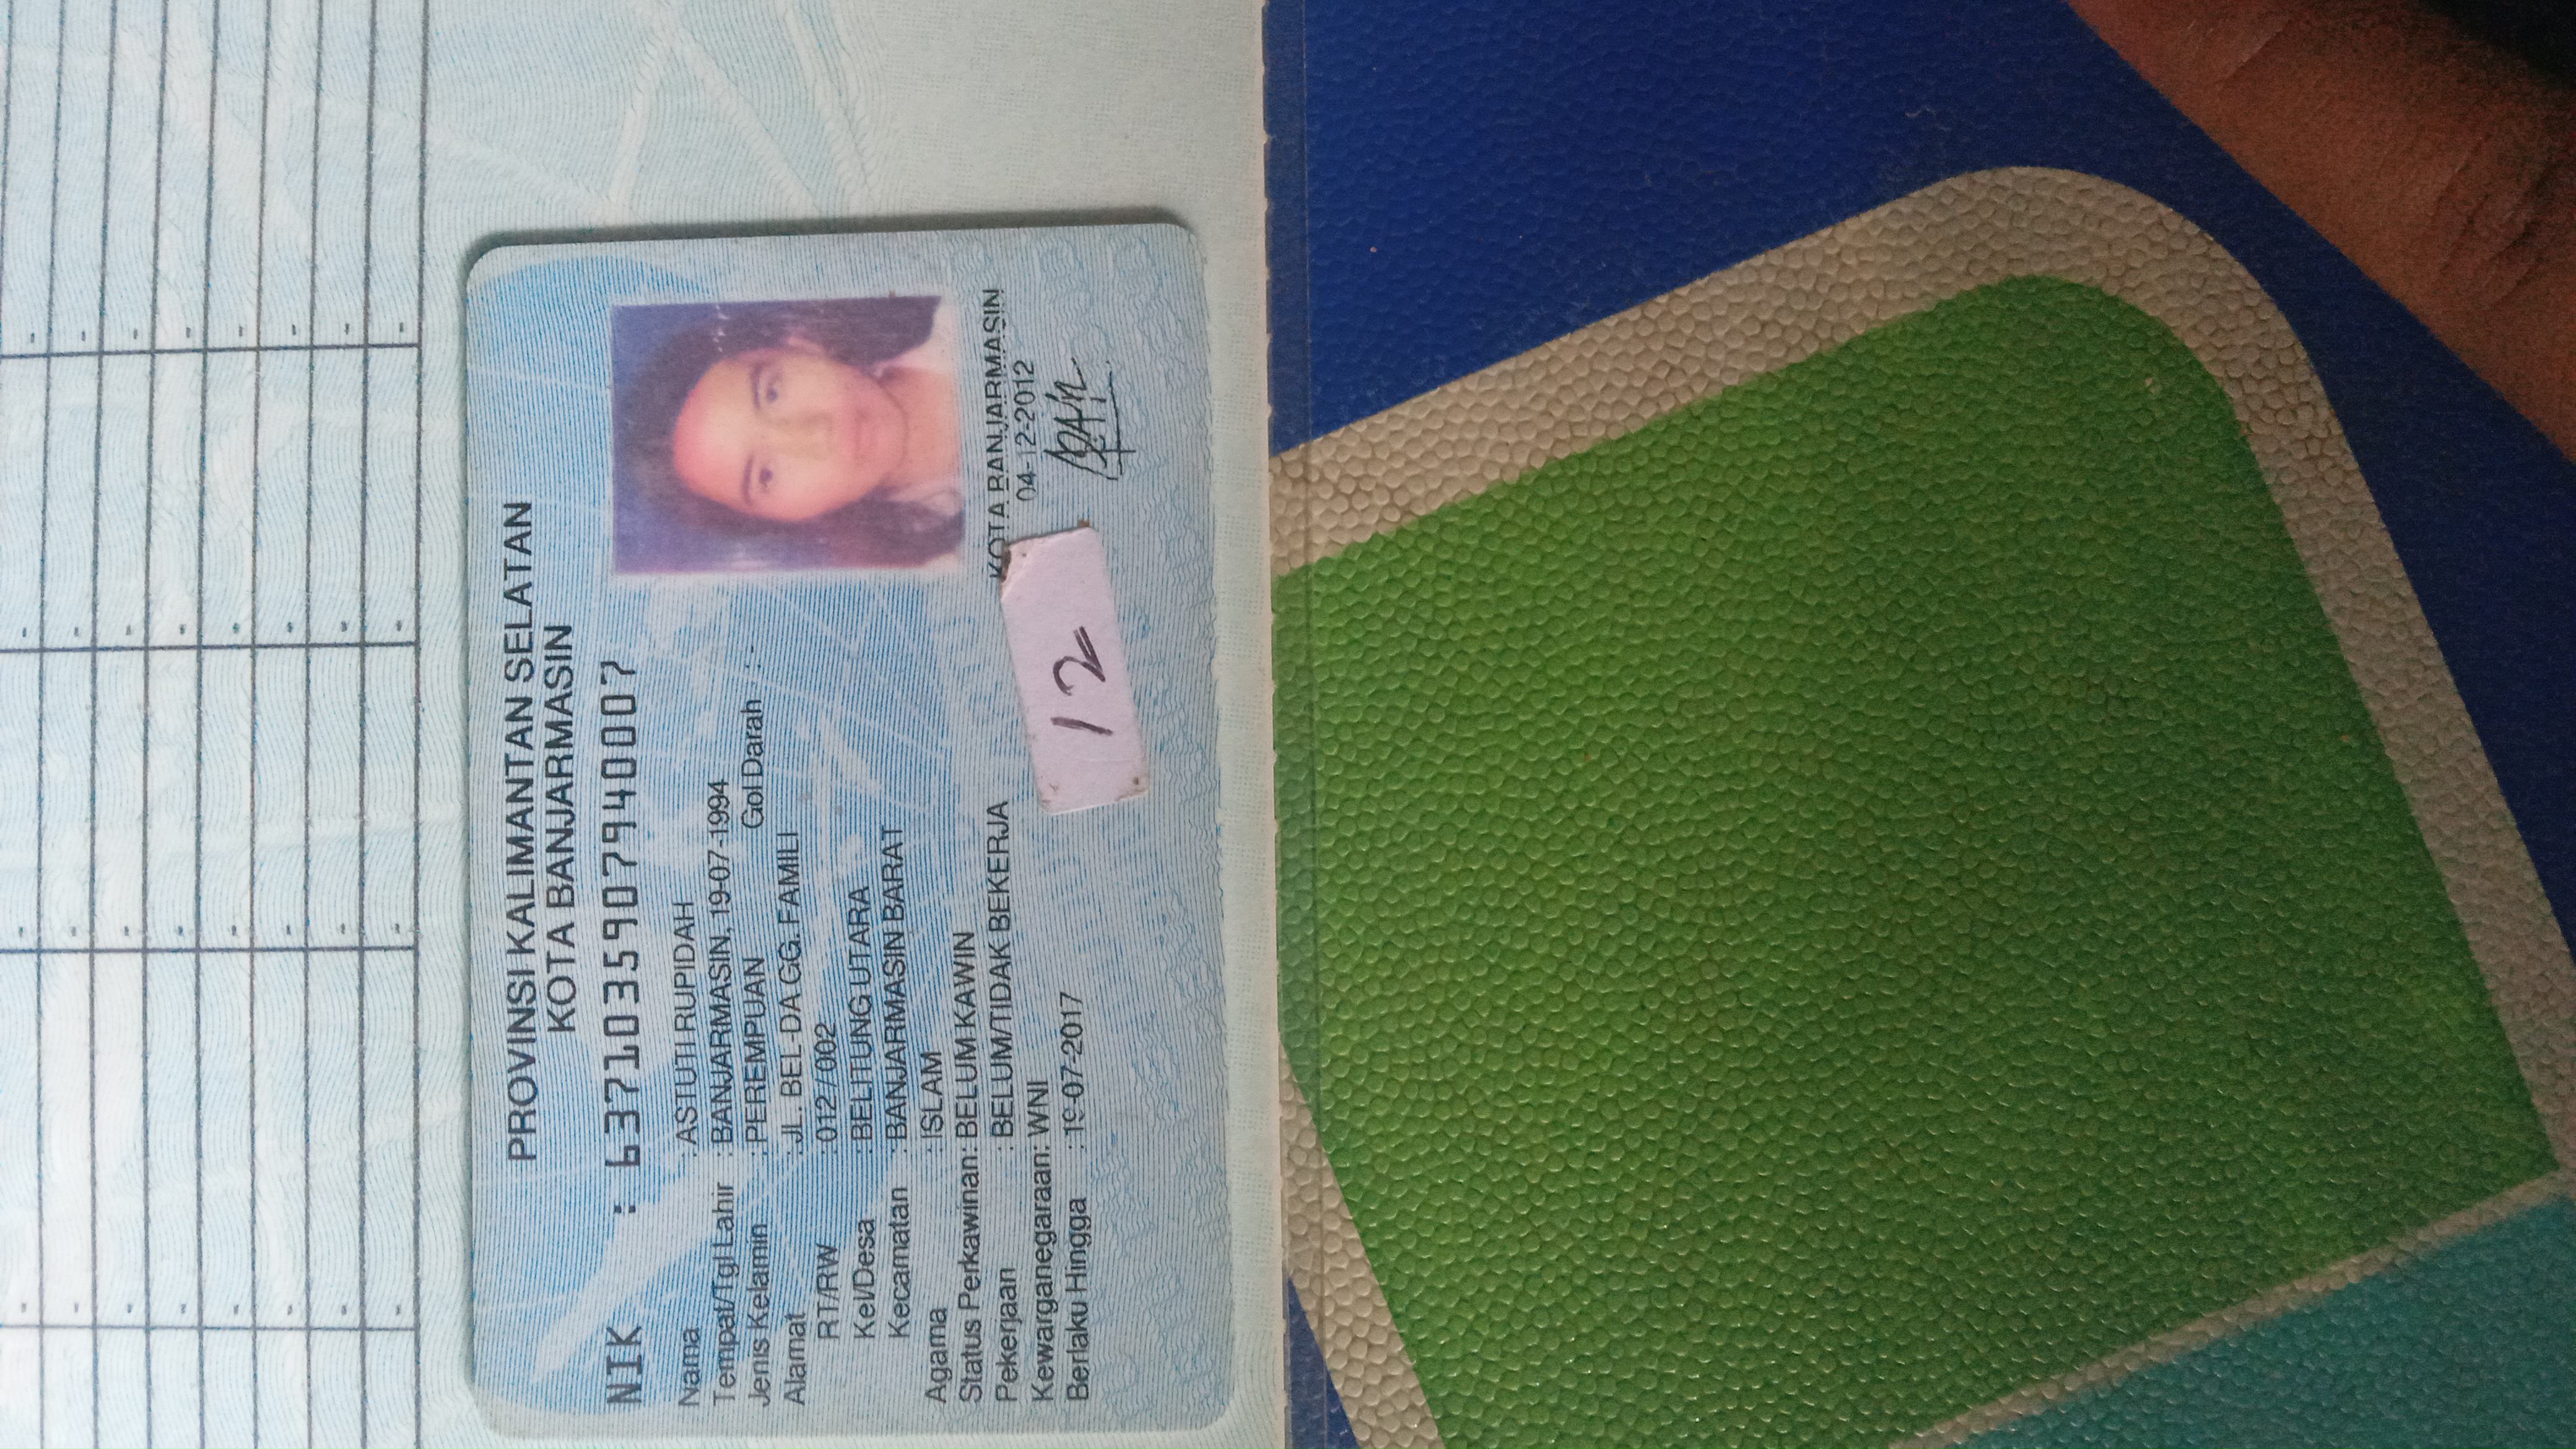 PROVINSI KALIMANTAN SELATAN
KOTA BANJARMASIN
NIK : 6371035907940007
Nama : ASTUTI RUPIDAH
Tempat/Tgl Lahir : BANJARMASIN, 19-07-1994
Jenis Kelamin : PEREMPUAN Gol Darah : -
Alamat : JL. BEL-DA GG. FAMILI
RT/RW : 012/002
Kel/Desa : BELITUNG UTARA
Kecamatan : BANJARMASIN BARAT
Agama : ISLAM
Status Perkawinan: BELUM KAWIN
Pekerjaan : BELUM/TIDAK BEKERJA
Kewarganegaraan: WNI
Berlaku Hingga : 19-07-2017
KOTA BANJARMASIN
04-12-2012
12